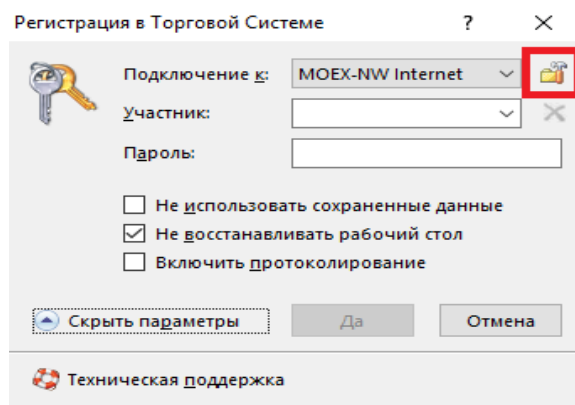 Регистрация в Торговой Системе ? ✕
Подключение к: MOEX-NW Internet
Участник:
Пароль:
Не использовать сохраненные данные
Не восстанавливать рабочий стол
Включить протоколирование
Скрыть параметры Да Отмена
Техническая поддержка